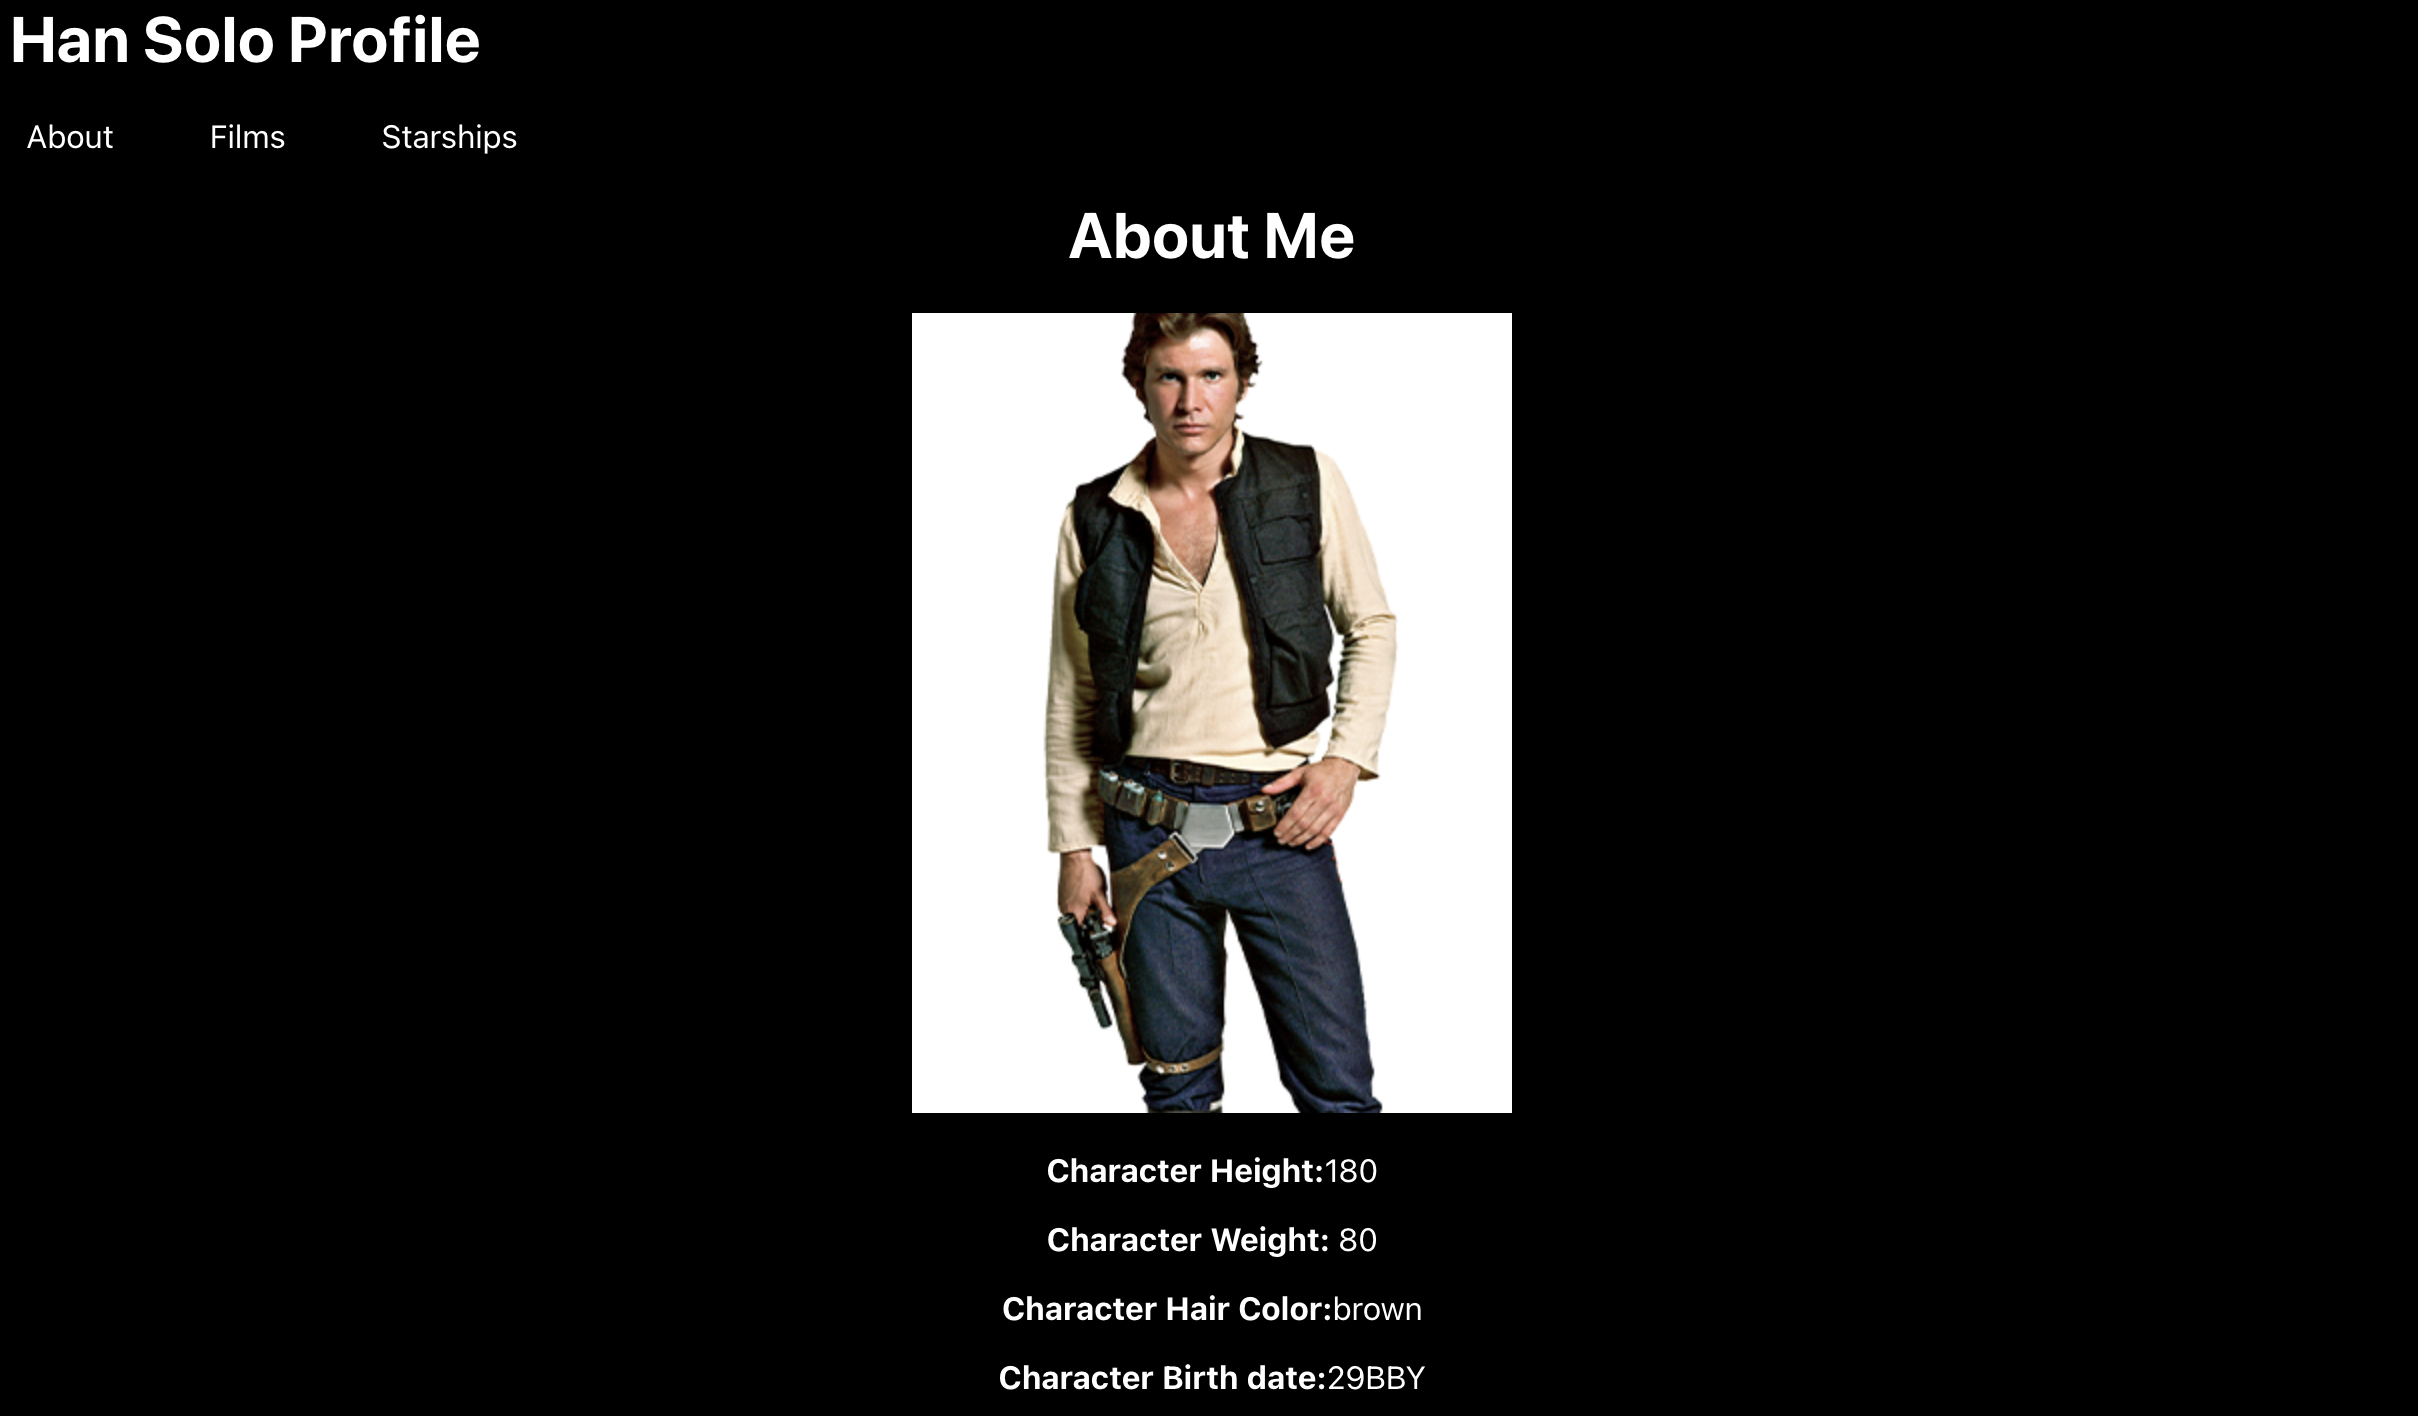 Han Solo Profile
About Films Starships
About Me
Character Height:180
Character Weight: 80
Character Hair Color:brown
Character Birth date:29BBY